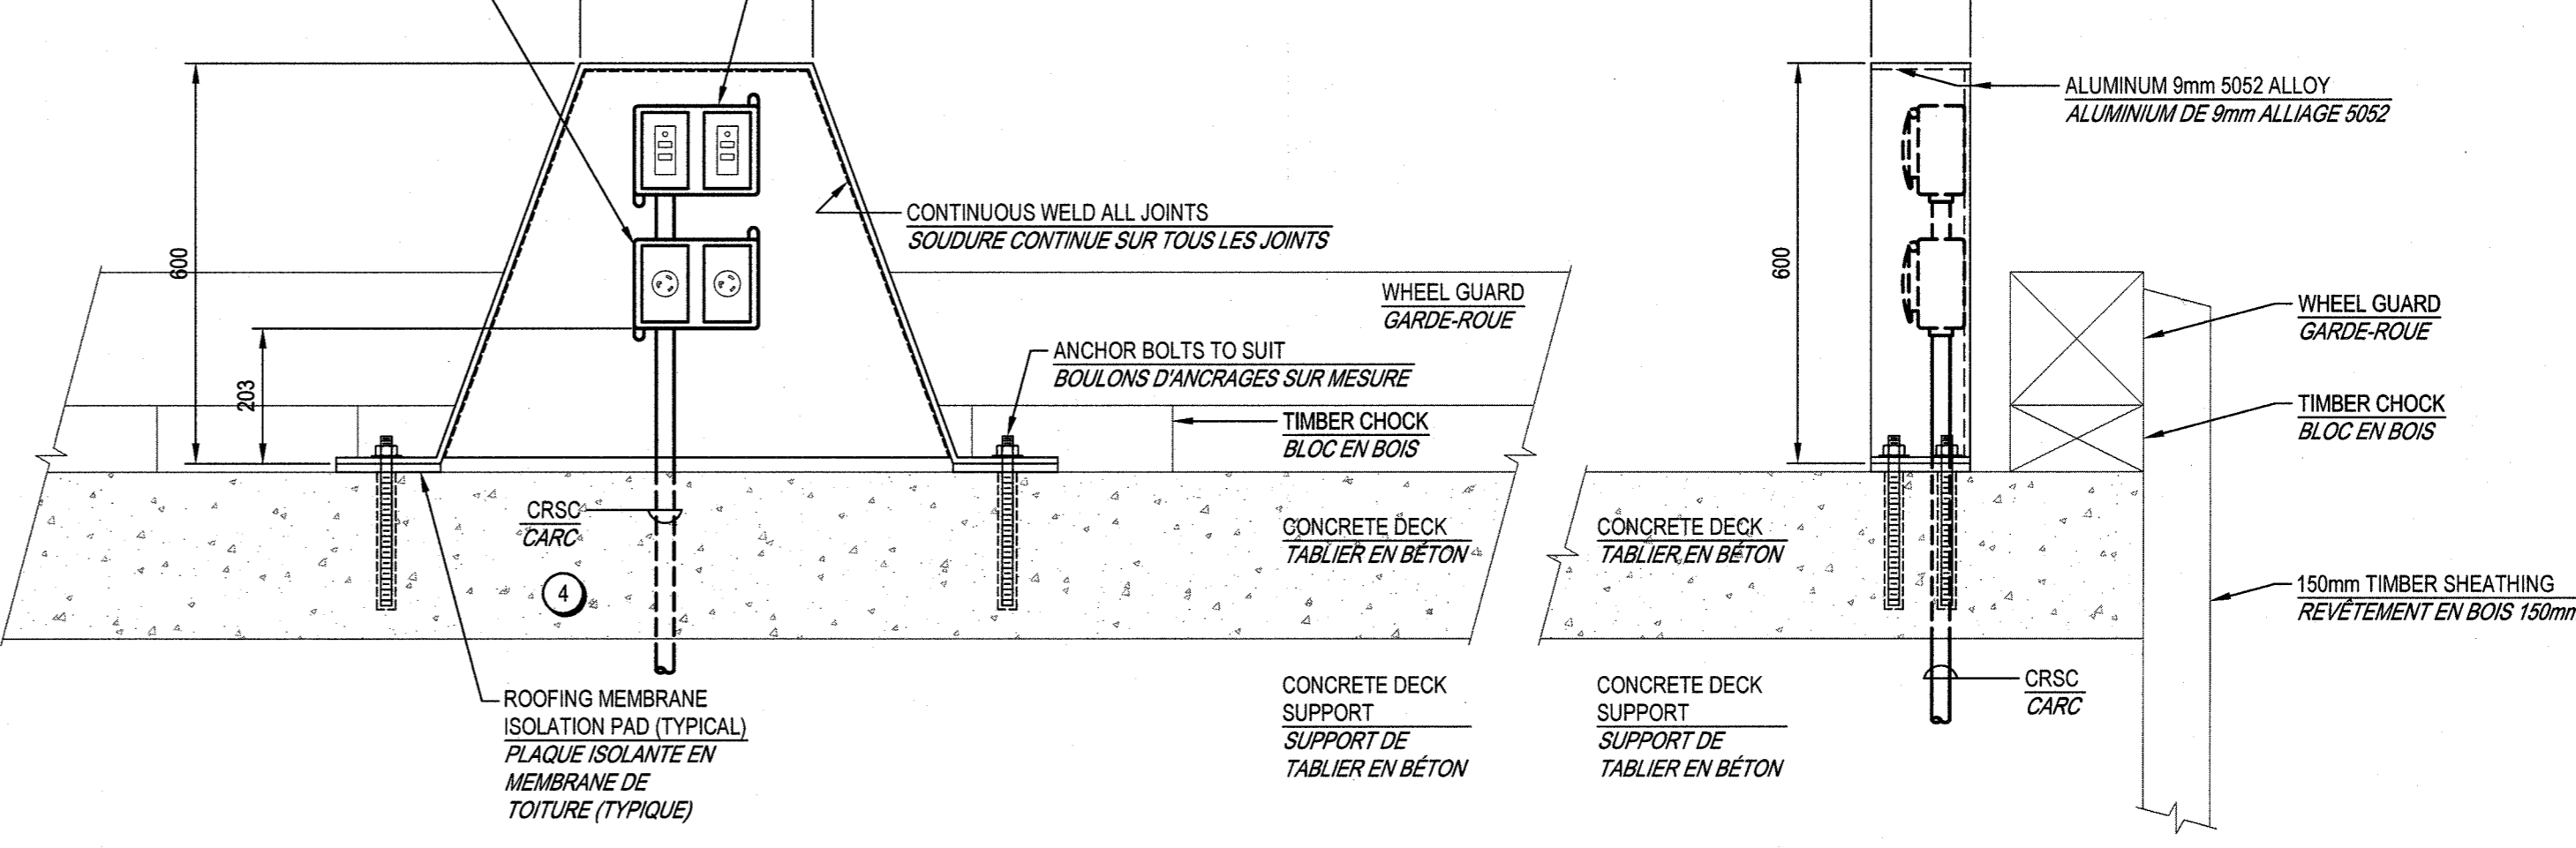 600
203
CONTINUOUS WELD ALL JOINTS
SOUDURE CONTINUE SUR TOUS LES JOINTS
WHEEL GUARD
GARDE-ROUE
ANCHOR BOLTS TO SUIT
BOULONS D'ANCRAGES SUR MESURE
TIMBER CHOCK
BLOC EN BOIS
CRSC
CARC
4
CONCRETE DECK
TABLIER EN BÉTON
ROOFING MEMBRANE
ISOLATION PAD (TYPICAL)
PLAQUE ISOLANTE EN
MEMBRANE DE
TOITURE (TYPIQUE)
CONCRETE DECK
SUPPORT
SUPPORT DE
TABLIER EN BÉTON
600
ALUMINUM 9mm 5052 ALLOY
ALUMINIUM DE 9mm ALLIAGE 5052
WHEEL GUARD
GARDE-ROUE
TIMBER CHOCK
BLOC EN BOIS
CONCRETE DECK
TABLIER EN BÉTON
150mm TIMBER SHEATHING
REVÊTEMENT EN BOIS 150mm
CONCRETE DECK
SUPPORT
SUPPORT DE
TABLIER EN BÉTON
CRSC
CARC